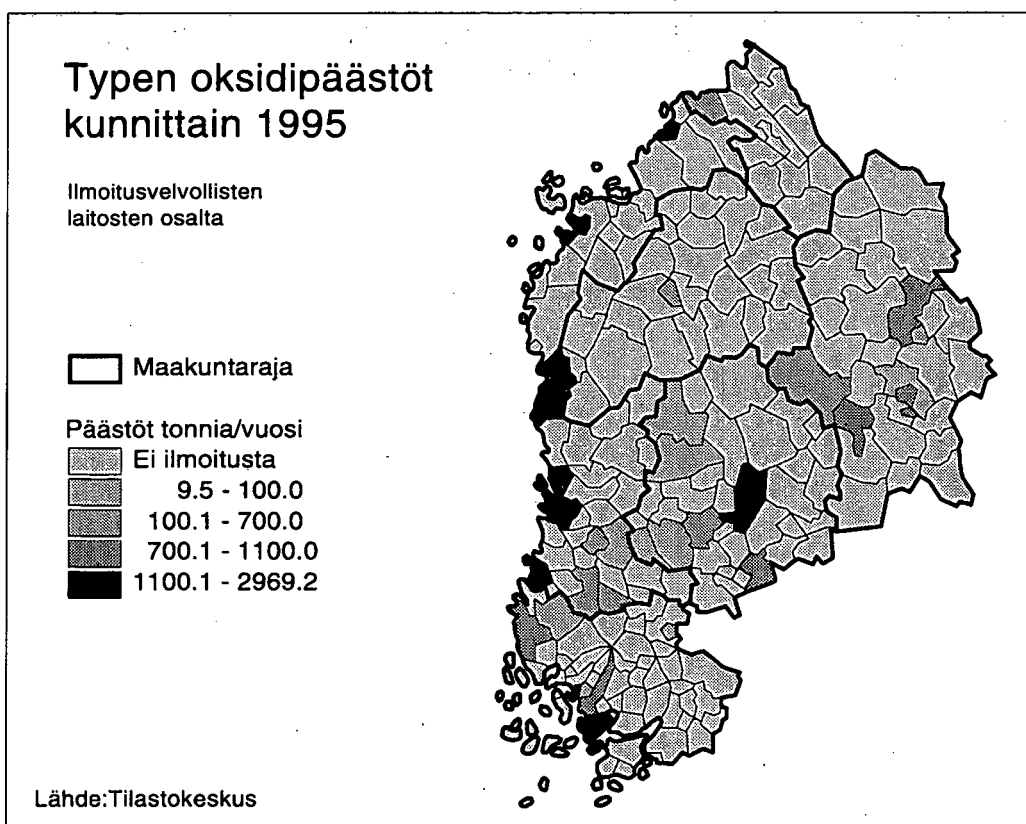 Typen oksidipäästöt
kunnittain 1995
Ilmoitusvelvollisten
laitosten osalta
Maakuntaraja
Päästöt tonnia/vuosi
Ei ilmoitusta
9.5 - 100.0
100.1 - 700.0
700.1 - 1100.0
1100.1 - 2969.2
Lähde:Tilastokeskus